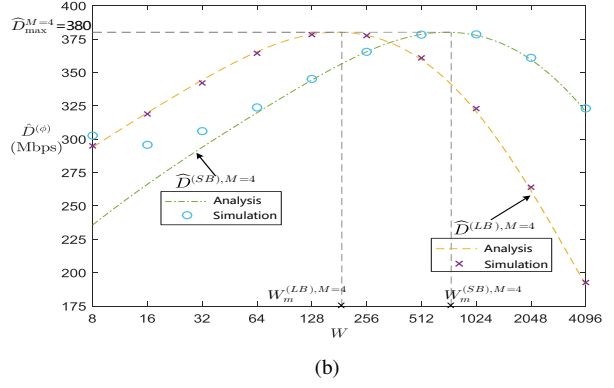 D̂_max^{M=4}=380
400
375
350
325
D̂^(ϕ)
(Mbps)
300
275
250
225
200
175
D̂^{(SB),M=4}
Analysis
Simulation
D̂^{(LB),M=4}
Analysis
Simulation
W_m^{(LB),M=4}
W_m^{(SB),M=4}
8 16 32 64 128 256 512 1024 2048 4096
W
(b)